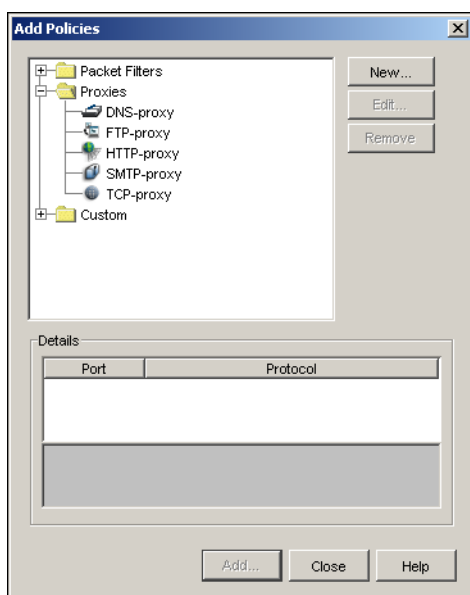 Add Policies
Packet Filters
Proxies
DNS-proxy
FTP-proxy
HTTP-proxy
SMTP-proxy
TCP-proxy
Custom
New...
Edit...
Remove
Details
Port Protocol
Add... Close Help